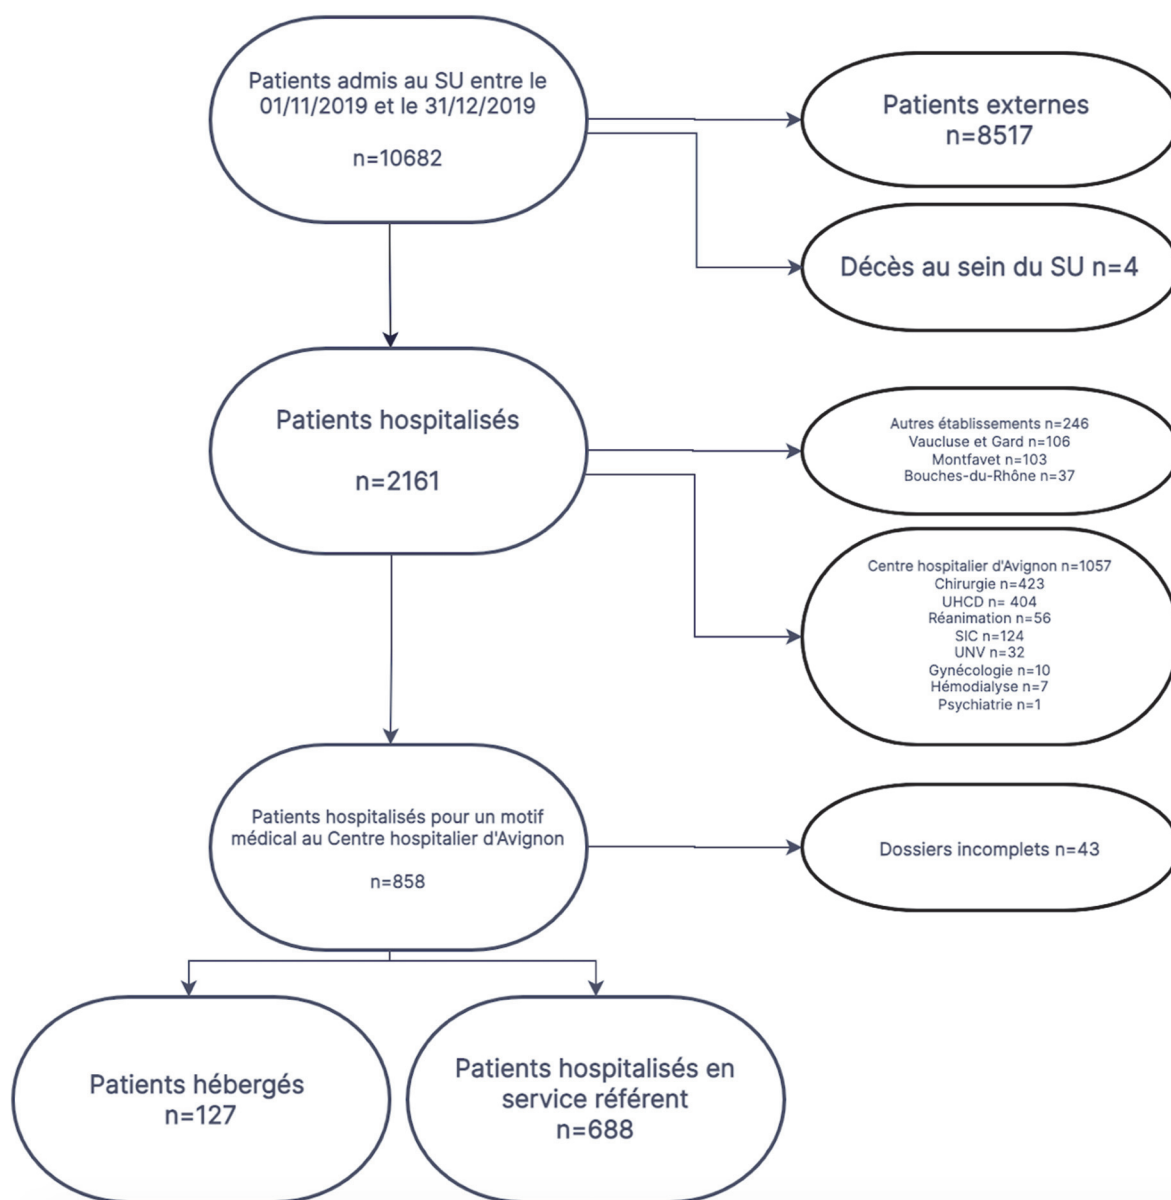 Patients admis au SU entre le
01/11/2019 et le 31/12/2019
n=10682
Patients externes
n=8517
Décès au sein du SU n=4
Patients hospitalisés
n=2161
Autres établissements n=246
Vaucluse et Gard n=106
Montfavet n=103
Bouches-du-Rhône n=37
Centre hospitalier d'Avignon n=1057
Chirurgie n=423
UHCD n= 404
Réanimation n=56
SIC n=124
UNV n=32
Gynécologie n=10
Hémodialyse n=7
Psychiatrie n=1
Patients hospitalisés pour un motif
médical au Centre hospitalier d'Avignon
n=858
Dossiers incomplets n=43
Patients hébergés
n=127
Patients hospitalisés en
service référent
n=688